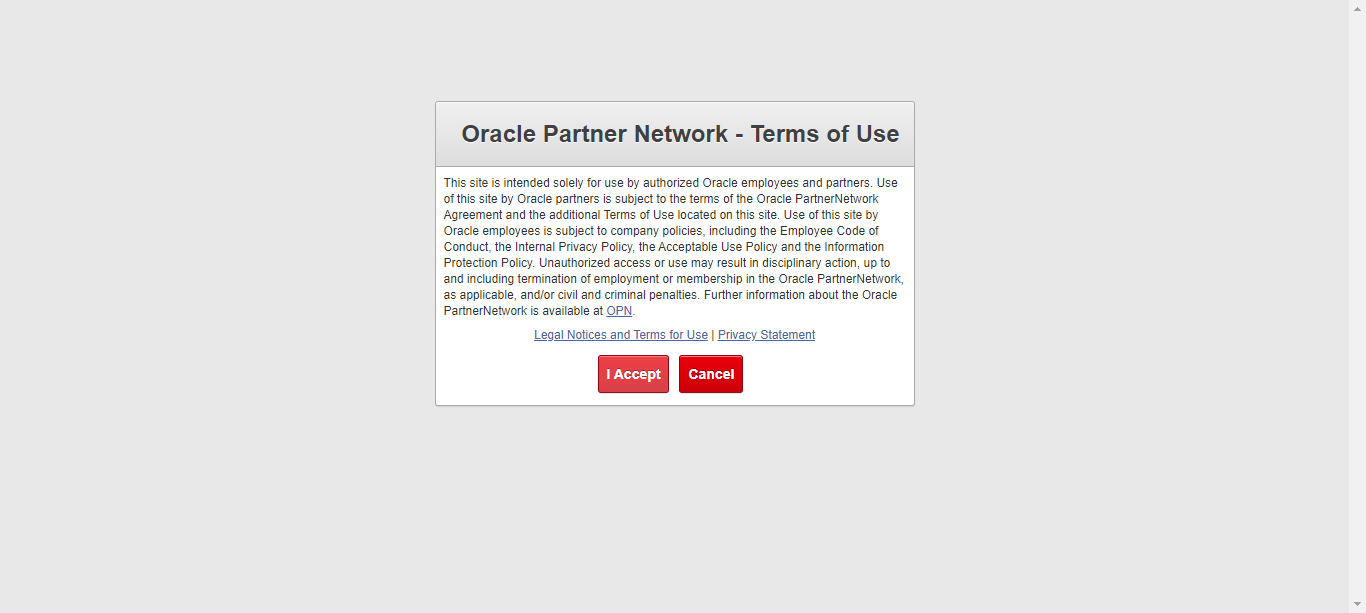 Oracle Partner Network - Terms of Use
This site is intended solely for use by authorized Oracle employees and partners. Use
of this site by Oracle partners is subject to the terms of the Oracle PartnerNetwork
Agreement and the additional Terms of Use located on this site. Use of this site by
Oracle employees is subject to company policies, including the Employee Code of
Conduct, the Internal Privacy Policy, the Acceptable Use Policy and the Information
Protection Policy. Unauthorized access or use may result in disciplinary action, up to
and including termination of employment or membership in the Oracle PartnerNetwork,
as applicable, and/or civil and criminal penalties. Further information about the Oracle
PartnerNetwork is available at OPN.
Legal Notices and Terms for Use | Privacy Statement
I Accept Cancel